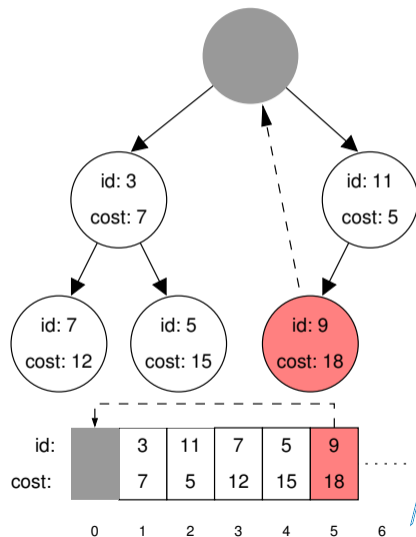 id: 3
cost: 7
id: 11
cost: 5
id: 7
cost: 12
id: 5
cost: 15
id: 9
cost: 18
id: 3 11 7 5 9
cost: 7 5 12 15 18
0 1 2 3 4 5 6